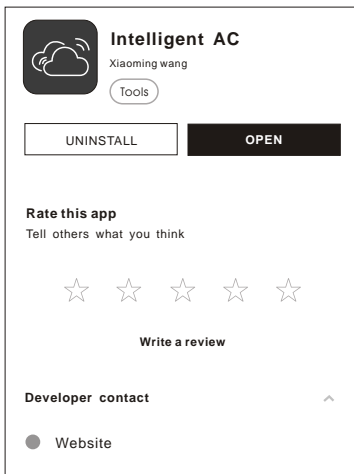 Intelligent AC
Xiaoming wang
Tools
UNINSTALL
OPEN
Rate this app
Tell others what you think
Write a review
Developer contact
Website